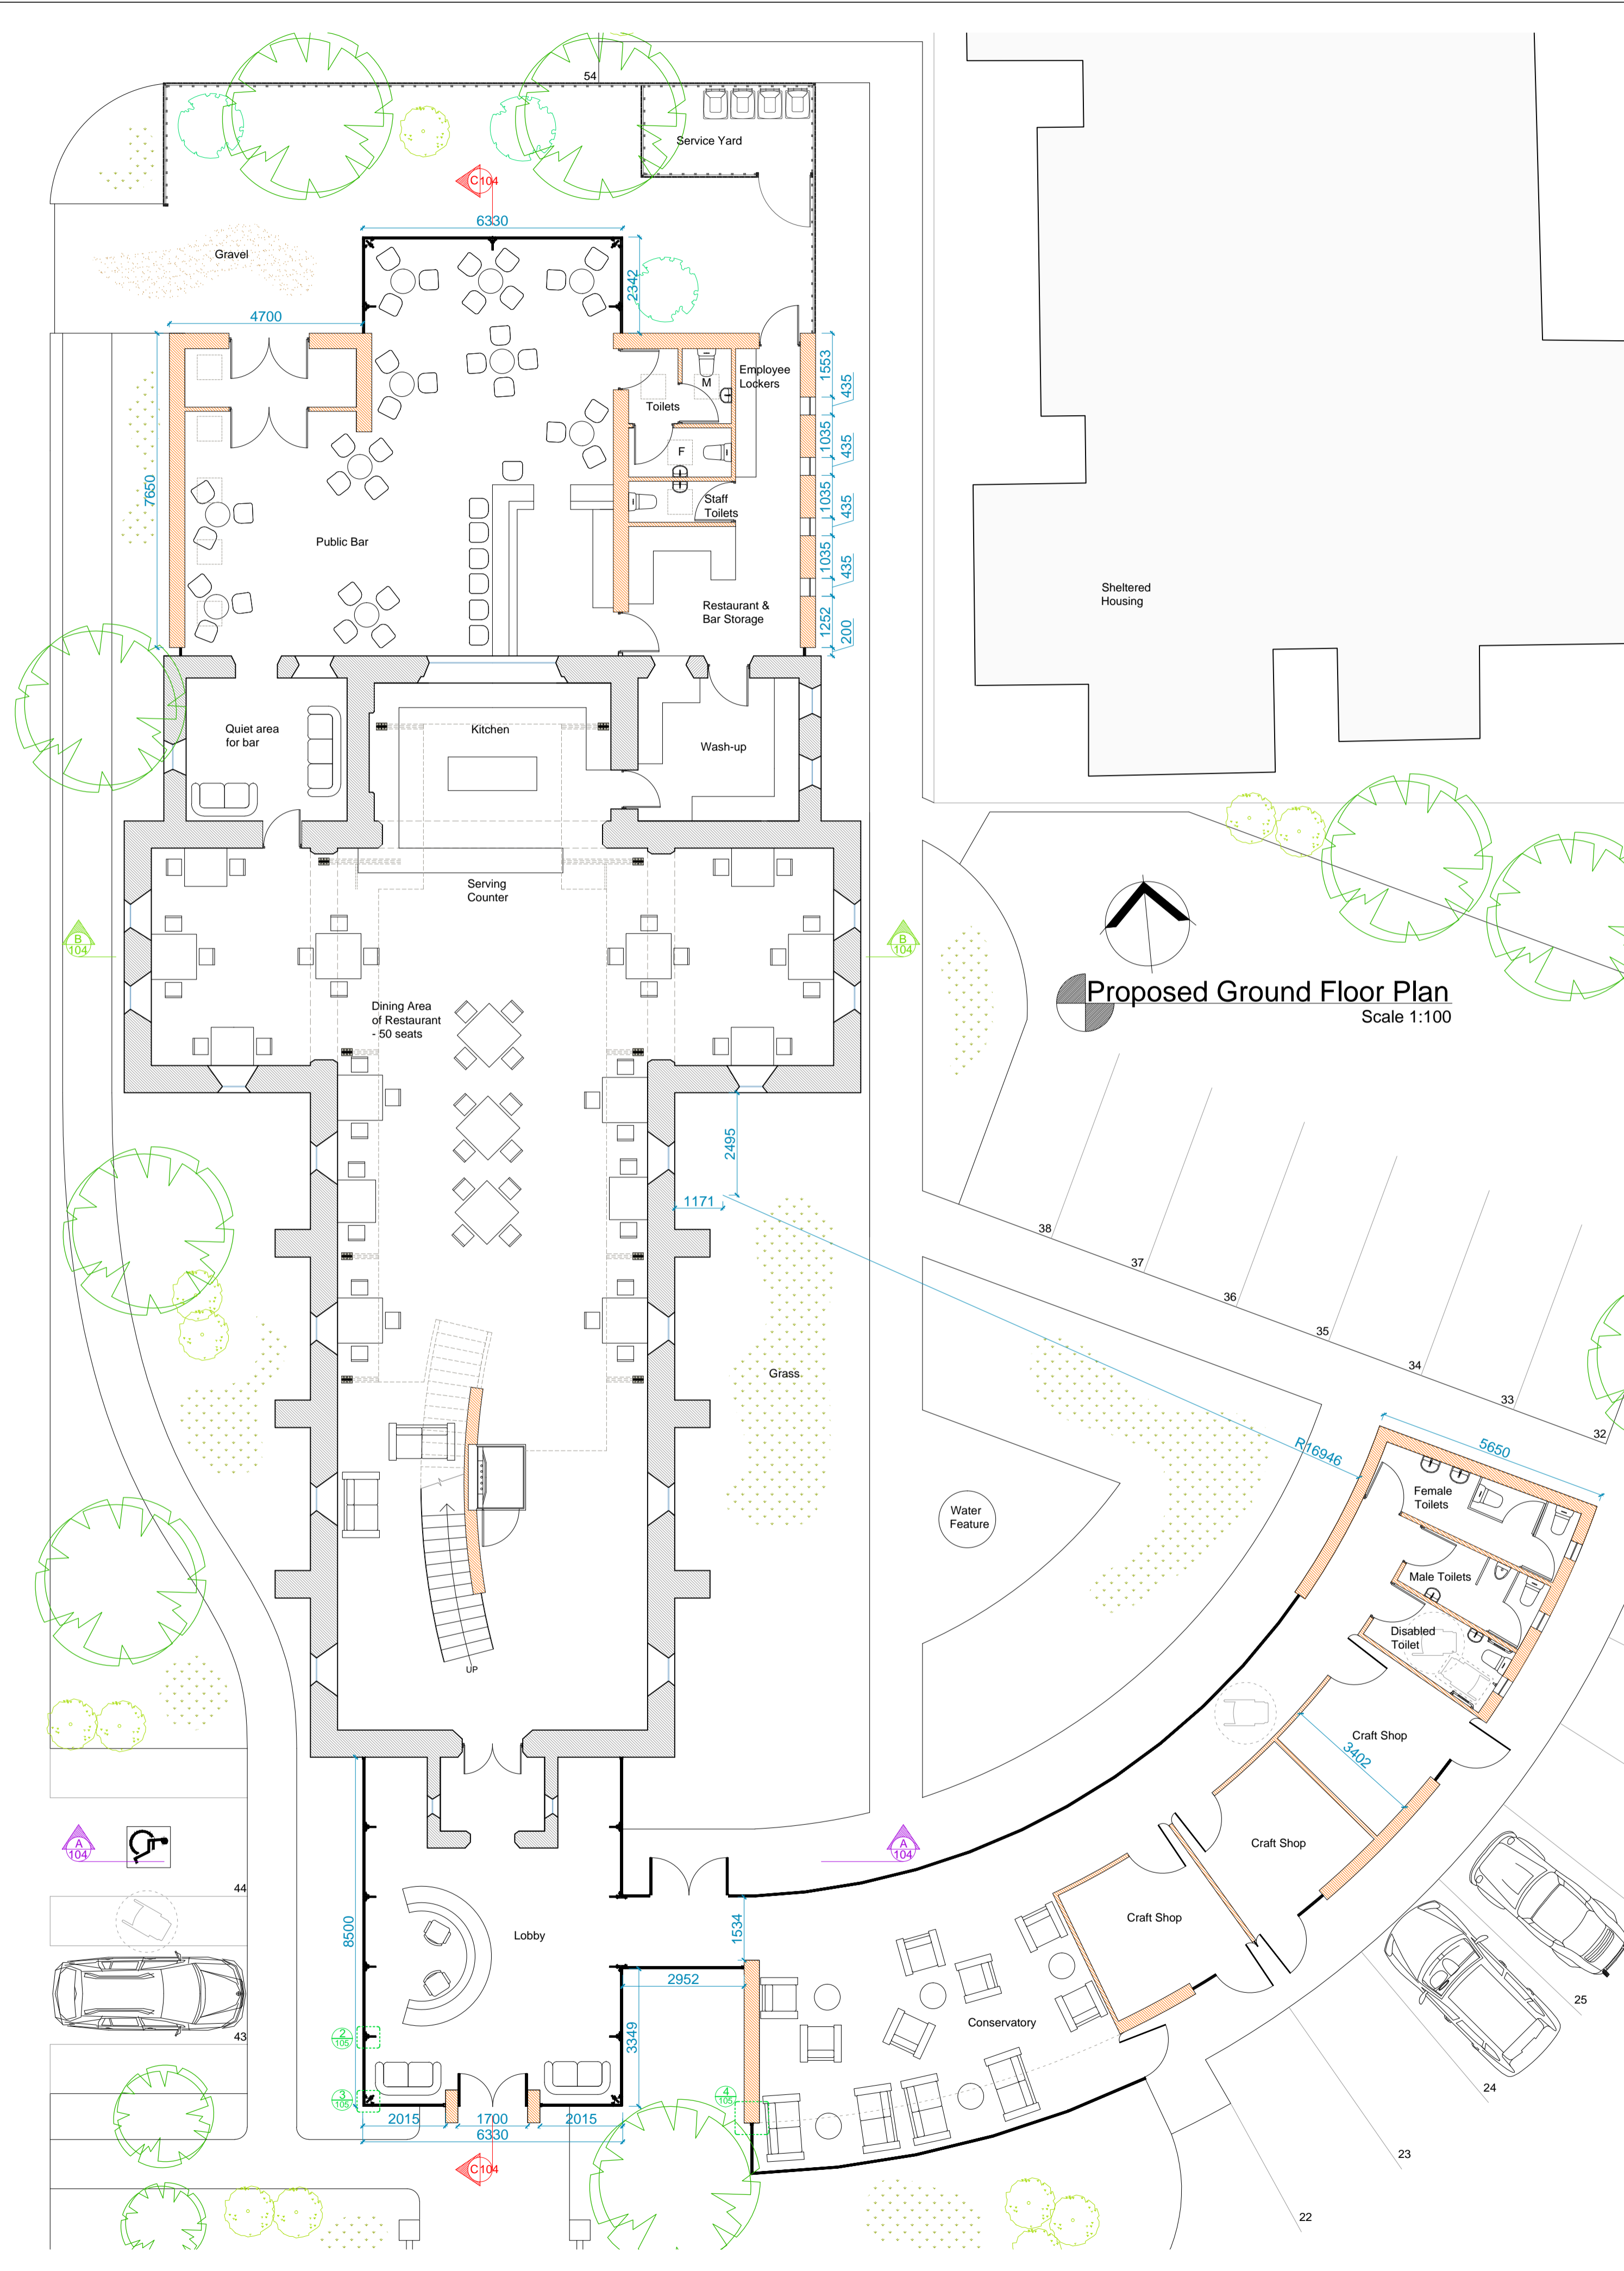 54
Service Yard
C104
6330
Gravel
2342
4700
1553
Employee
Lockers
435
M
Toilets
1035
435
F
7650
1035
Staff
Toilets
435
Public Bar
1035
435
Sheltered
Housing
Restaurant &
Bar Storage
1252
200
Quiet area
for bar
Kitchen
Wash-up
Serving
Counter
B
104
B
104
Proposed Ground Floor Plan
Scale 1:100
Dining Area
of Restaurant
- 50 seats
2495
1171
38
37
36
35
34
33
32
Grass
R16946
5650
Water
Feature
Female
Toilets
Male Toilets
Disabled
Toilet
UP
Craft Shop
3402
A
104
A
104
Craft Shop
44
Craft Shop
8500
Lobby
1534
2952
Conservatory
25
43
2
105
3349
24
3
105
4
105
2015
1700
2015
6330
23
C104
22